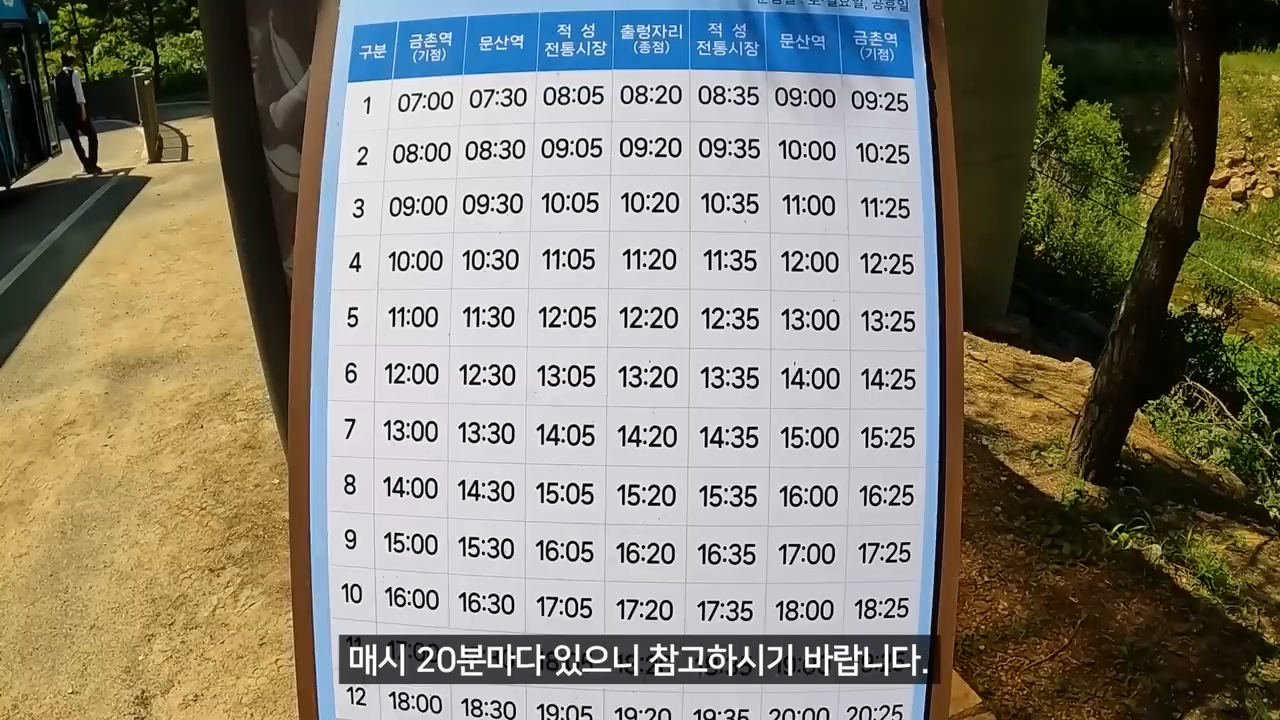 토·일요일, 공휴일
구분 금촌역 (기점) 문산역 적성 전통시장 출렁자리 (종점) 적성 전통시장 문산역 금촌역 (기점)
1 07:00 07:30 08:05 08:20 08:35 09:00 09:25
2 08:00 08:30 09:05 09:20 09:35 10:00 10:25
3 09:00 09:30 10:05 10:20 10:35 11:00 11:25
4 10:00 10:30 11:05 11:20 11:35 12:00 12:25
5 11:00 11:30 12:05 12:20 12:35 13:00 13:25
6 12:00 12:30 13:05 13:20 13:35 14:00 14:25
7 13:00 13:30 14:05 14:20 14:35 15:00 15:25
8 14:00 14:30 15:05 15:20 15:35 16:00 16:25
9 15:00 15:30 16:05 16:20 16:35 17:00 17:25
10 16:00 16:30 17:05 17:20 17:35 18:00 18:25
매시 20분마다 있으니 참고하시기 바랍니다.
12 18:00 18:30 19:05 19:20 19:35 20:00 20:25